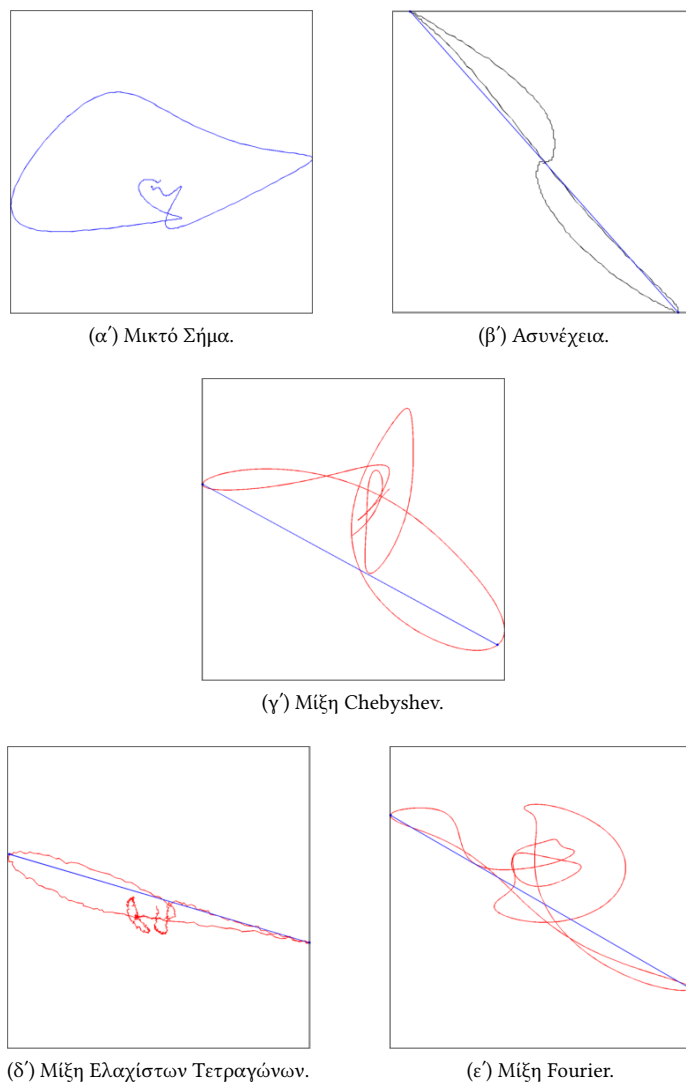 (α′) Μικτό Σήμα.
(β′) Ασυνέχεια.
(γ′) Μίξη Chebyshev.
(δ′) Μίξη Ελαχίστων Τετραγώνων.
(ε′) Μίξη Fourier.